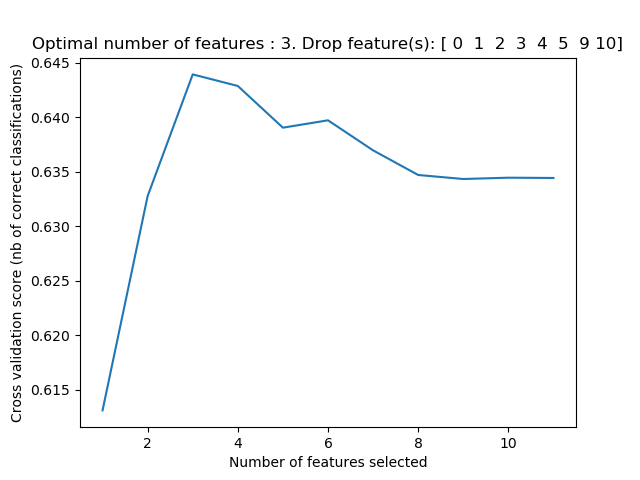 Optimal number of features : 3. Drop feature(s): [ 0  1  2  3  4  5  9 10]
Cross validation score (nb of correct classifications)
0.645
0.640
0.635
0.630
0.625
0.620
0.615
2 4 6 8 10
Number of features selected